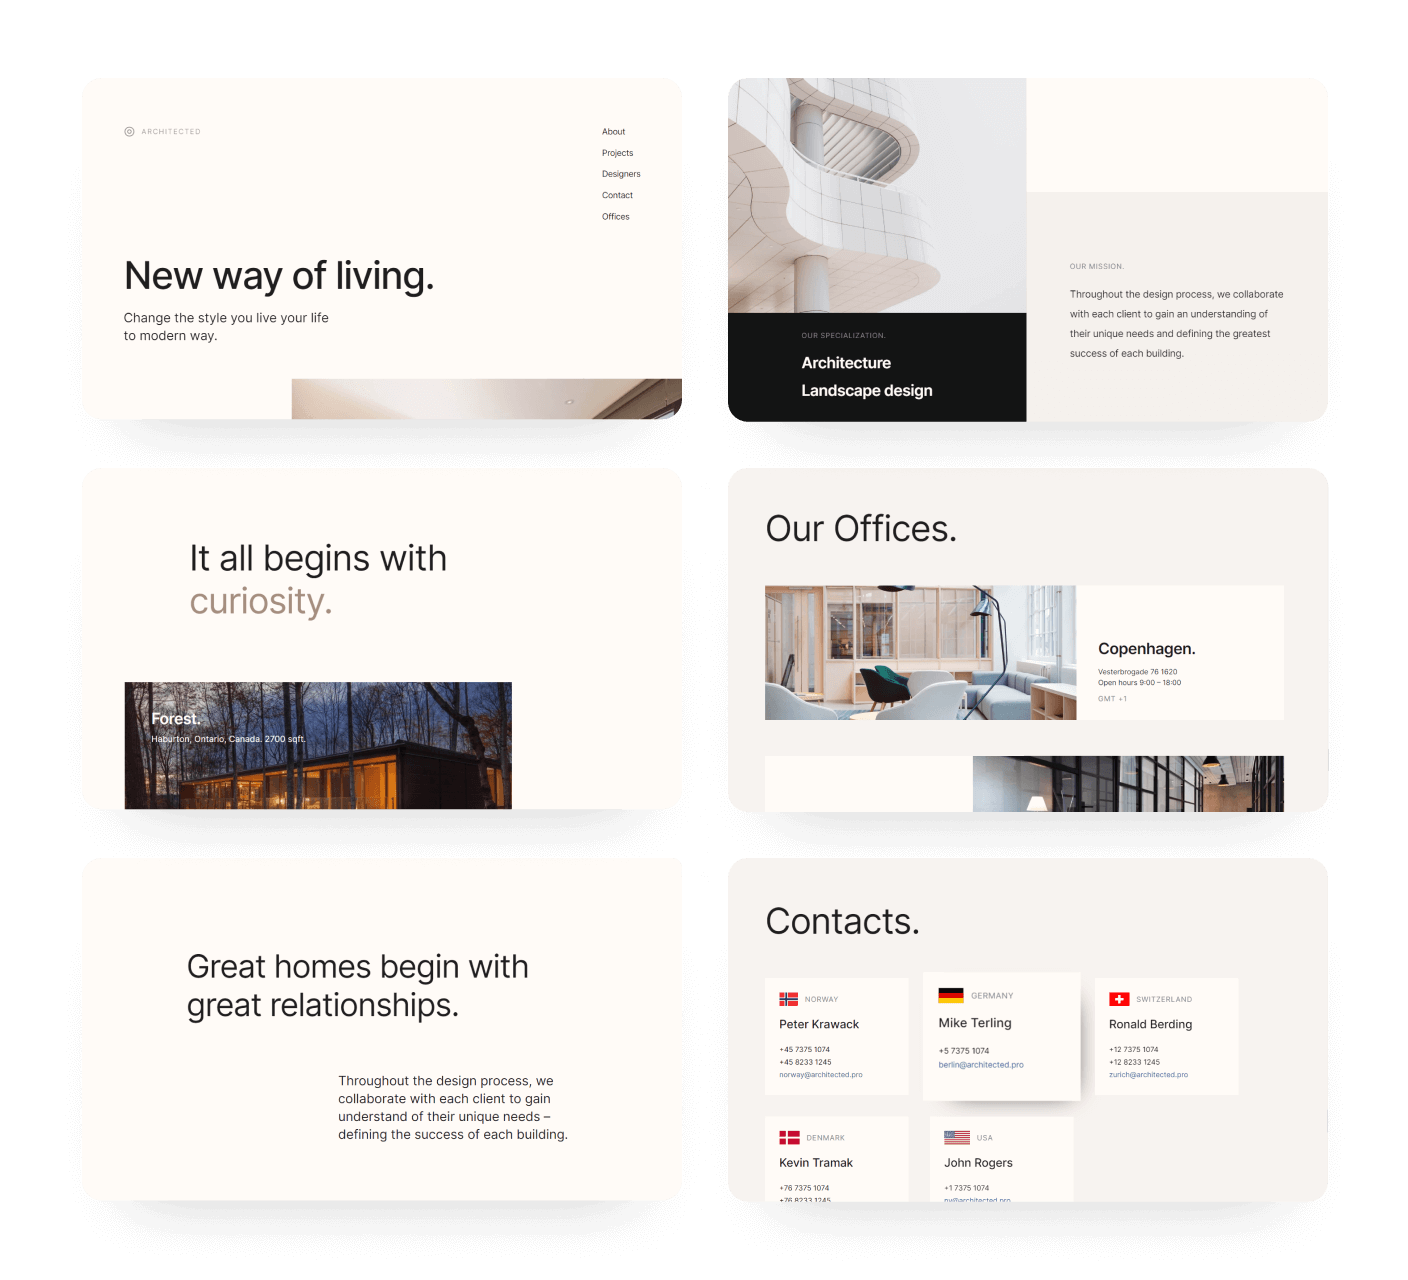 ARCHITECTED
About
Projects
Designers
Contact
Offices
New way of living.
Change the style you live your life
to modern way.
OUR SPECIALIZATION.
Architecture
Landscape design
OUR MISSION.
Throughout the design process, we collaborate
with each client to gain an understanding of
their unique needs and defining the greatest
success of each building.
It all begins with
curiosity.
Forest.
Haburton, Ontario, Canada. 2700 sqft.
Our Offices.
Copenhagen.
Vesterbrogade 76 1620
Open hours 9:00 – 18:00
GMT +1
Great homes begin with
great relationships.
Throughout the design process, we
collaborate with each client to gain
understand of their unique needs –
defining the success of each building.
Contacts.
NORWAY
Peter Krawack
+45 7375 1074
+45 8233 1245
norway@architected.pro
GERMANY
Mike Terling
+5 7375 1074
berlin@architected.pro
SWITZERLAND
Ronald Berding
+12 7375 1074
+12 8233 1245
zurich@architected.pro
DENMARK
Kevin Tramak
+76 7375 1074
+76 8233 1245
USA
John Rogers
+1 7375 1074
ny@architected.pro